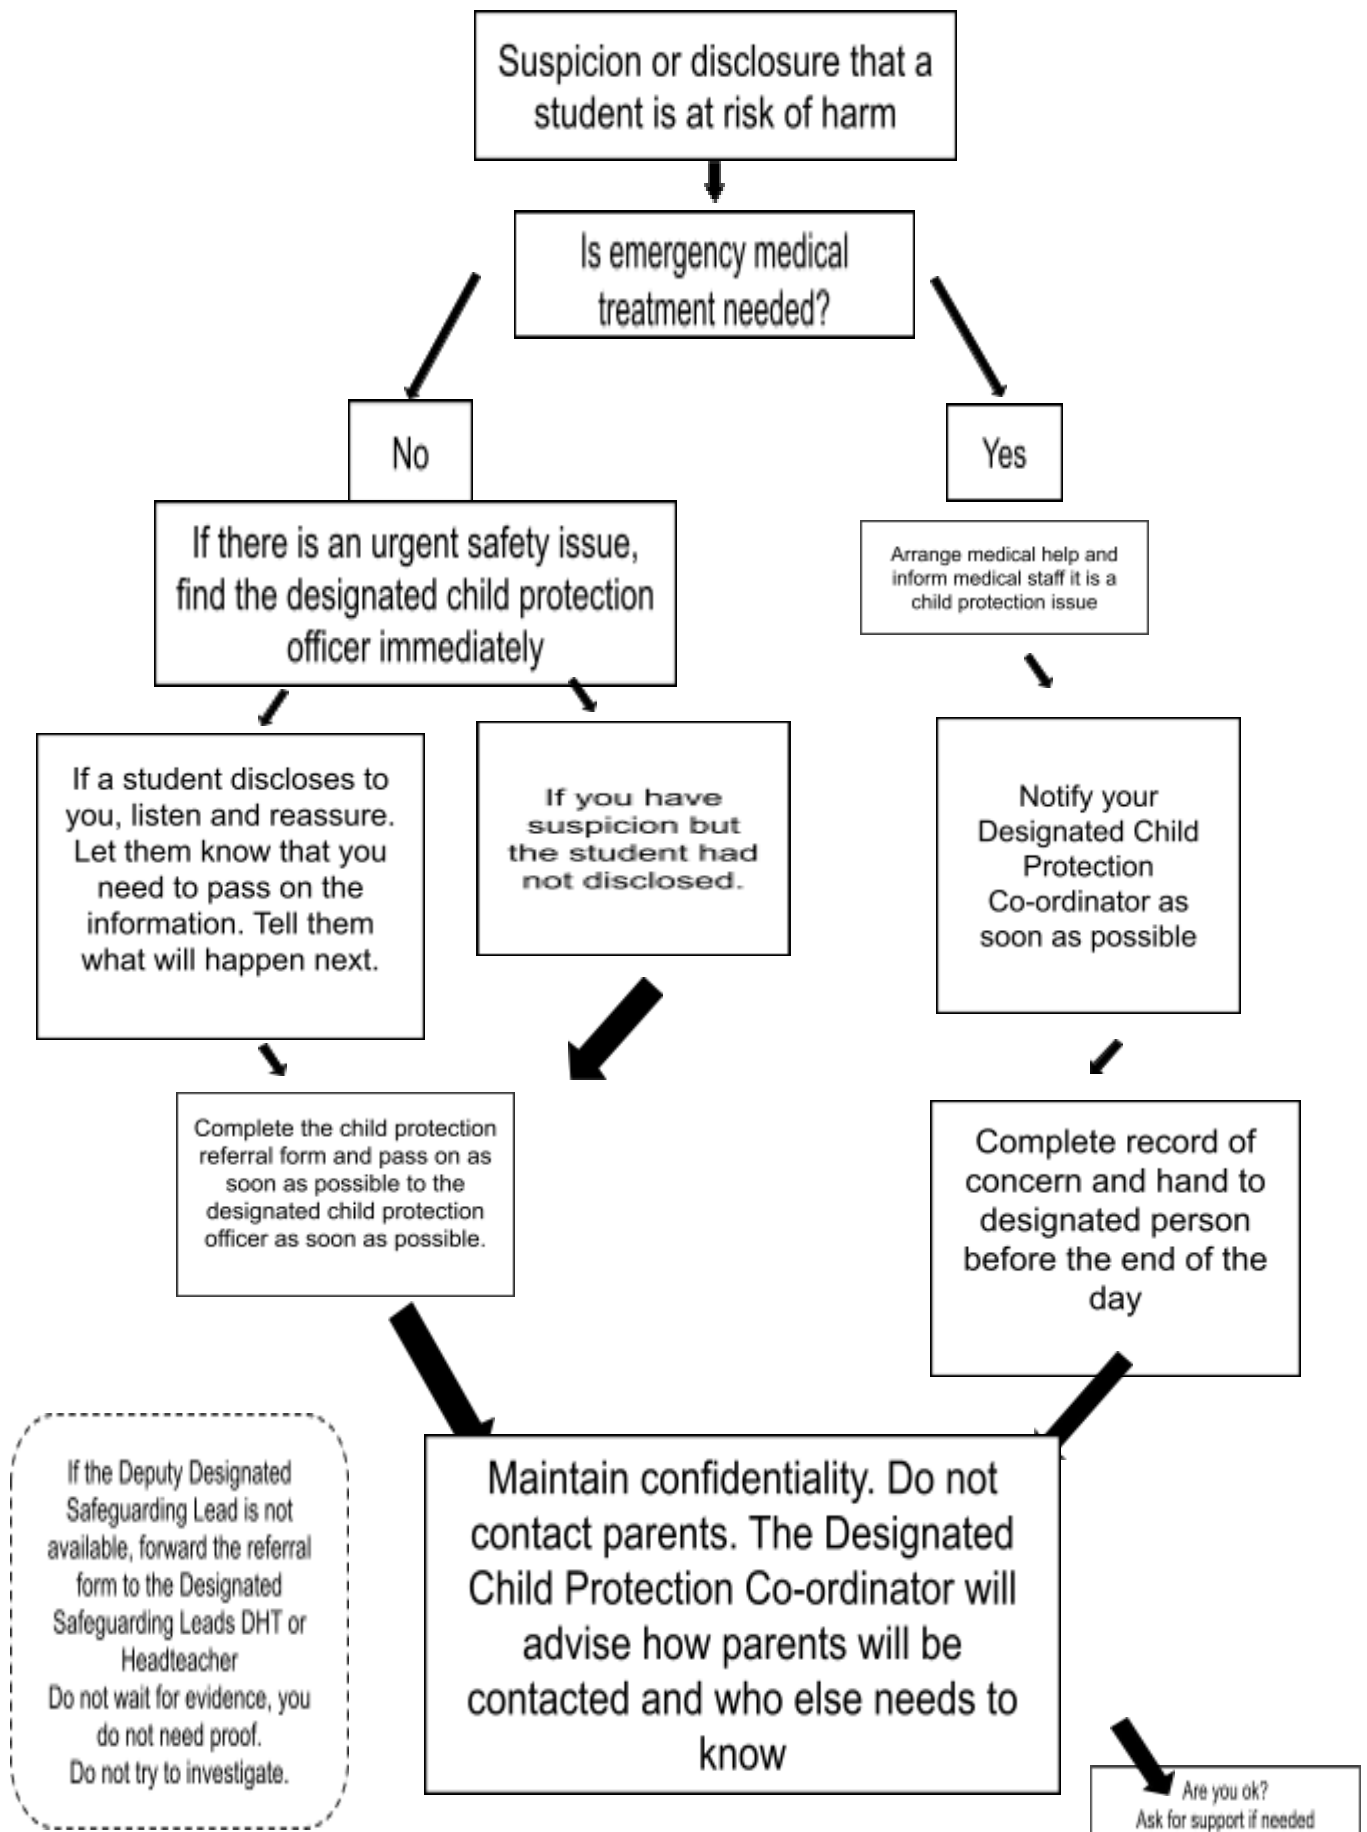 Suspicion or disclosure that a
student is at risk of harm
Is emergency medical
treatment needed?
No
Yes
If there is an urgent safety issue,
find the designated child protection
officer immediately
Arrange medical help and
inform medical staff it is a
child protection issue
If a student discloses to
you, listen and reassure.
Let them know that you
need to pass on the
information. Tell them
what will happen next.
If you have
suspicion but
the student had
not disclosed.
Notify your
Designated Child
Protection
Co-ordinator as
soon as possible
Complete the child protection
referral form and pass on as
soon as possible to the
designated child protection
officer as soon as possible.
Complete record of
concern and hand to
designated person
before the end of the
day
If the Deputy Designated
Safeguarding Lead is not
available, forward the referral
form to the Designated
Safeguarding Leads DHT or
Headteacher
Do not wait for evidence, you
do not need proof.
Do not try to investigate.
Maintain confidentiality. Do not
contact parents. The Designated
Child Protection Co-ordinator will
advise how parents will be
contacted and who else needs to
know
Are you ok?
Ask for support if needed